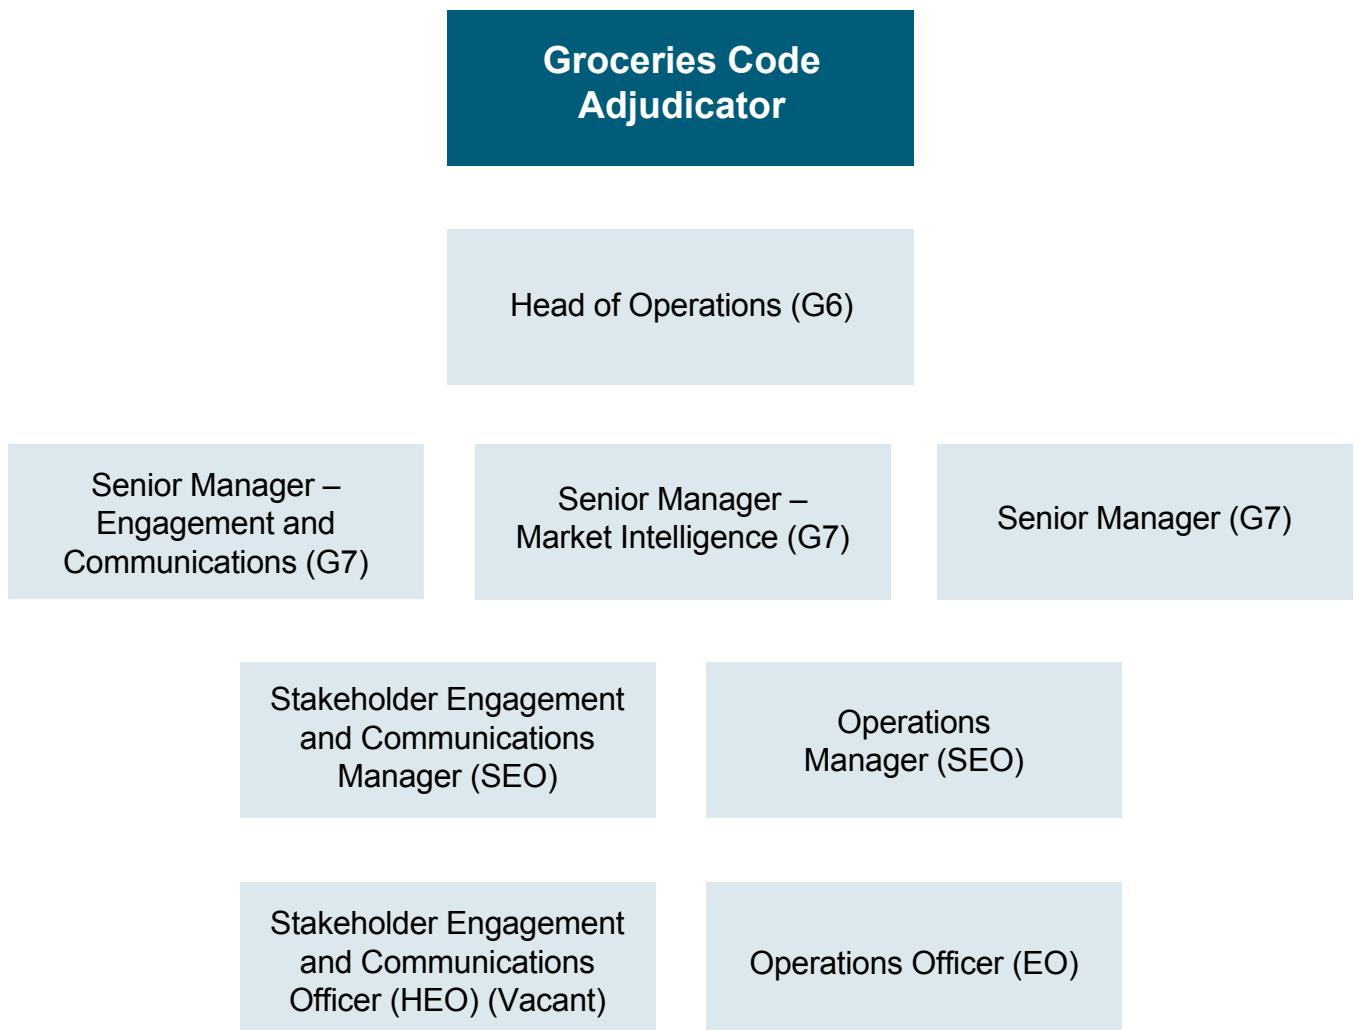 Groceries Code
Adjudicator
Head of Operations (G6)
Senior Manager –
Engagement and
Communications (G7)
Senior Manager –
Market Intelligence (G7)
Senior Manager (G7)
Stakeholder Engagement
and Communications
Manager (SEO)
Operations
Manager (SEO)
Stakeholder Engagement
and Communications
Officer (HEO) (Vacant)
Operations Officer (EO)